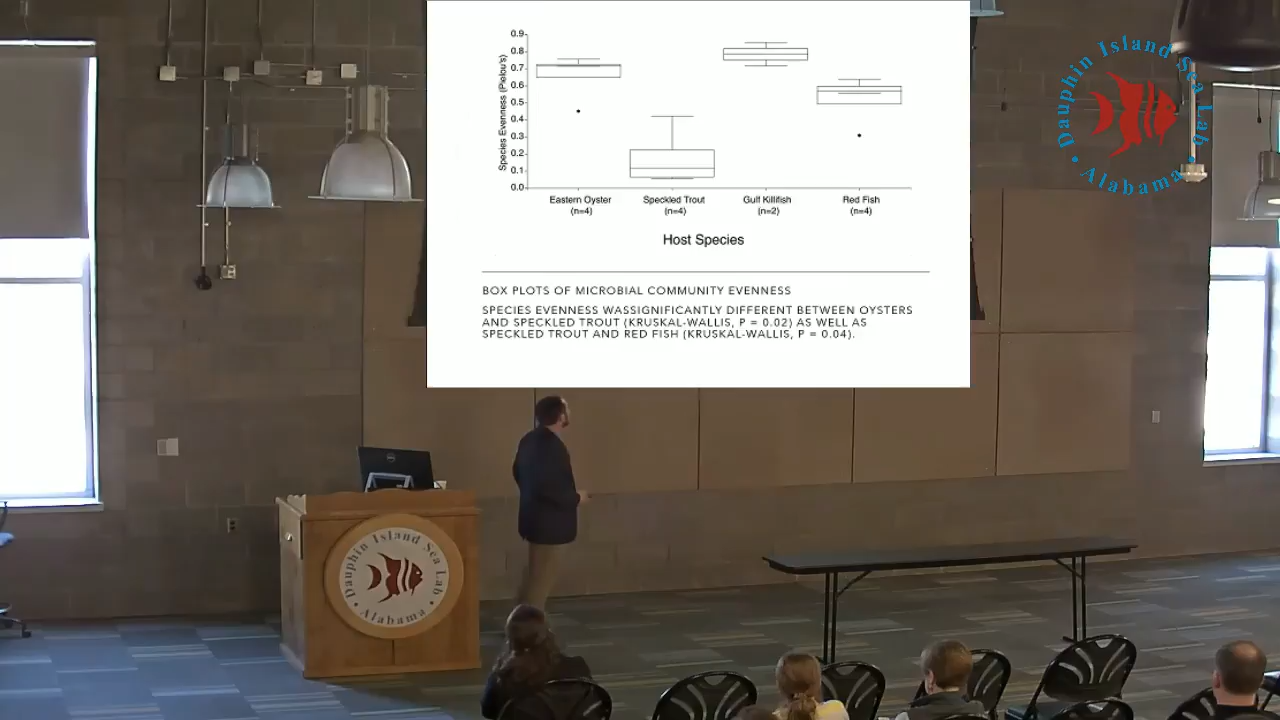 0.9
0.8
0.7
0.6
0.5
0.4
0.3
0.2
0.1
0.0
Species Evenness (Pielou's)
Eastern Oyster
(n=4)
Speckled Trout
(n=4)
Gulf Killifish
(n=2)
Red Fish
(n=4)
Host Species
BOX PLOTS OF MICROBIAL COMMUNITY EVENNESS
SPECIES EVENNESS WASSIGNIFICANTLY DIFFERENT BETWEEN OYSTERS
AND SPECKLED TROUT (KRUSKAL-WALLIS, P = 0.02) AS WELL AS
SPECKLED TROUT AND RED FISH (KRUSKAL-WALLIS, P = 0.04).
Dauphin Island Sea Lab
Alabama
Dauphin Island Sea Lab
Alabama